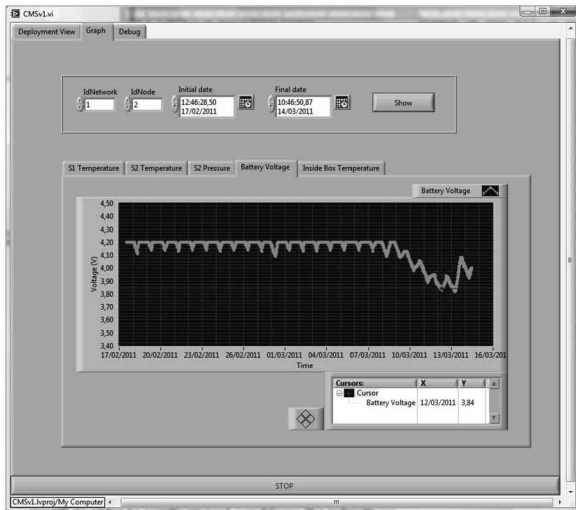 CMSv1.vi
Deployment View Graph Debug
IdNetwork IdNode Initial date Final date
1 2 12:46:28,50 10:46:50,87 Show
17/02/2011 14/03/2011
S1 Temperature S2 Temperature S2 Pressure Battery Voltage Inside Box Temperature
Battery Voltage
4,50
4,40
4,30
4,20
4,10
4,00
3,90
3,80
3,70
3,60
3,50
3,40
Voltage (V)
17/02/2011 20/02/2011 23/02/2011 26/02/2011 01/03/2011 04/03/2011 07/03/2011 10/03/2011 13/03/2011 16/03/201
Time
Cursors: X Y
Cursor
Battery Voltage 12/03/2011 3,84
STOP
CMSv1.lvproj/My Computer